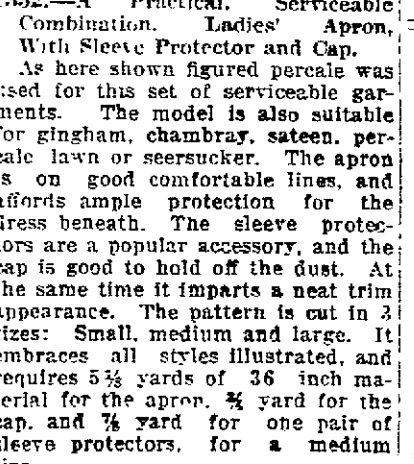 A Practical, Serviceable
Combination. Ladies' Apron,
With Sleeve Protector and Cap.
As here shown figured percale was
used for this set of serviceable gar-
ments. The model is also suitable
for gingham, chambray, sateen, per-
cale lawn or seersucker. The apron
is on good comfortable lines, and
affords ample protection for the
dress beneath. The sleeve protec-
tors are a popular accessory, and the
cap is good to hold off the dust. At
the same time it imparts a neat trim
appearance. The pattern is cut in 3
sizes: Small, medium and large. It
embraces all styles illustrated, and
requires 5 yards of 36 inch ma-
terial for the apron, yard for the
cap, and ⅞ yard for one pair of
sleeve protectors, for a medium